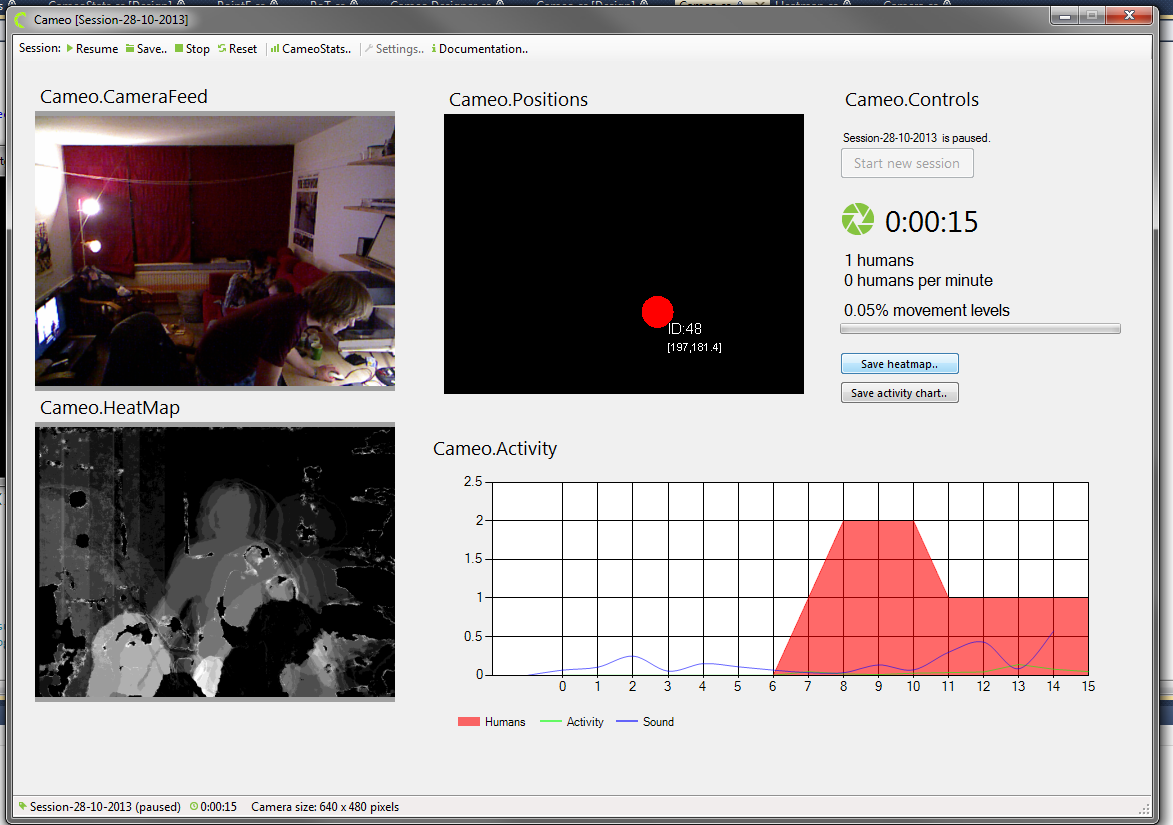 Cameo [Session-28-10-2013]
Session: Resume Save.. Stop Reset CameoStats.. Settings.. Documentation..
Cameo.CameraFeed
Cameo.Positions
ID:48
[197,181.4]
Cameo.Controls
Session-28-10-2013 is paused.
Start new session
0:00:15
1 humans
0 humans per minute
0.05% movement levels
Save heatmap..
Save activity chart..
Cameo.HeatMap
Cameo.Activity
2.5
2
1.5
1
0.5
0
0 1 2 3 4 5 6 7 8 9 10 11 12 13 14 15
Humans Activity Sound
Session-28-10-2013 (paused) 0:00:15 Camera size: 640 x 480 pixels